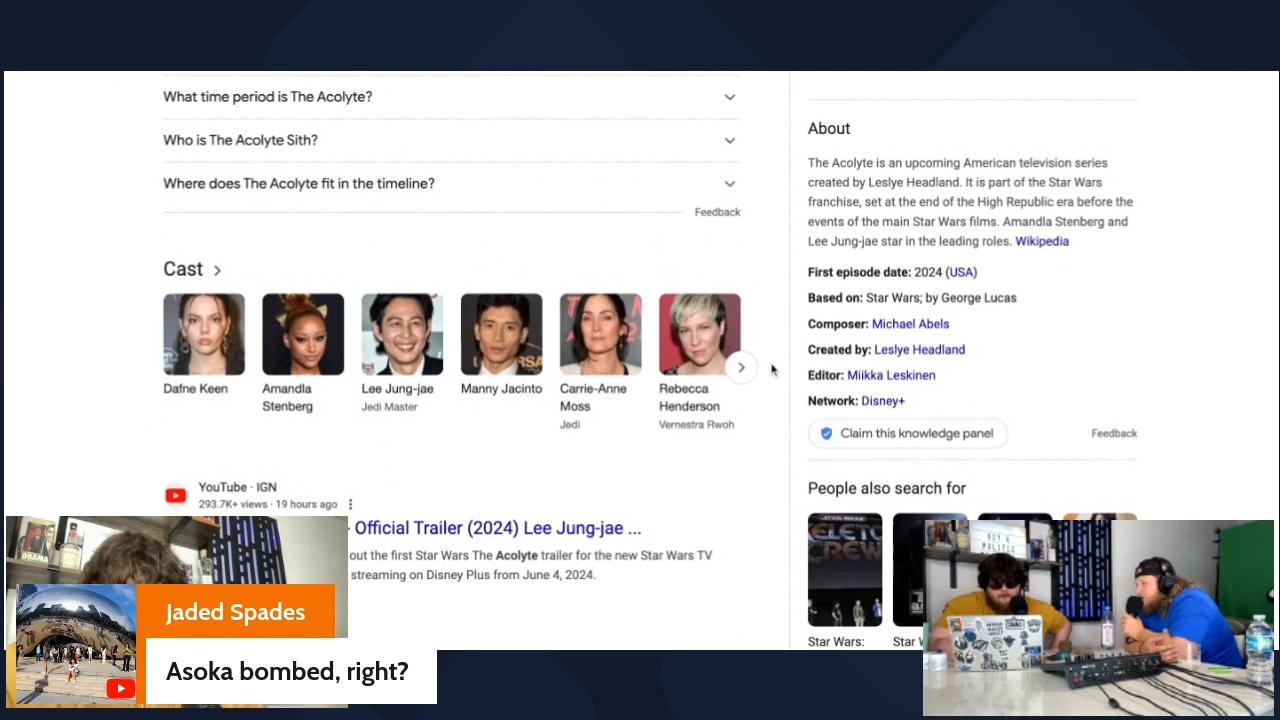 What time period is The Acolyte?
Who is The Acolyte Sith?
Where does The Acolyte fit in the timeline?
Feedback
Cast
Dafne Keen
Amandla
Stenberg
Lee Jung-jae
Jedi Master
Manny Jacinto
Carrie-Anne
Moss
Jedi
Rebecca
Henderson
Vernestra Rwoh
YouTube · IGN
293.7K+ views · 19 hours ago
Official Trailer (2024) Lee Jung-jae ...
out the first Star Wars The Acolyte trailer for the new Star Wars TV
streaming on Disney Plus from June 4, 2024.
About
The Acolyte is an upcoming American television series
created by Leslye Headland. It is part of the Star Wars
franchise, set at the end of the High Republic era before the
events of the main Star Wars films. Amandla Stenberg and
Lee Jung-jae star in the leading roles. Wikipedia
First episode date: 2024 (USA)
Based on: Star Wars; by George Lucas
Composer: Michael Abels
Created by: Leslye Headland
Editor: Miikka Leskinen
Network: Disney+
Claim this knowledge panel
Feedback
People also search for
Star Wars:
Star W
Jaded Spades
Asoka bombed, right?